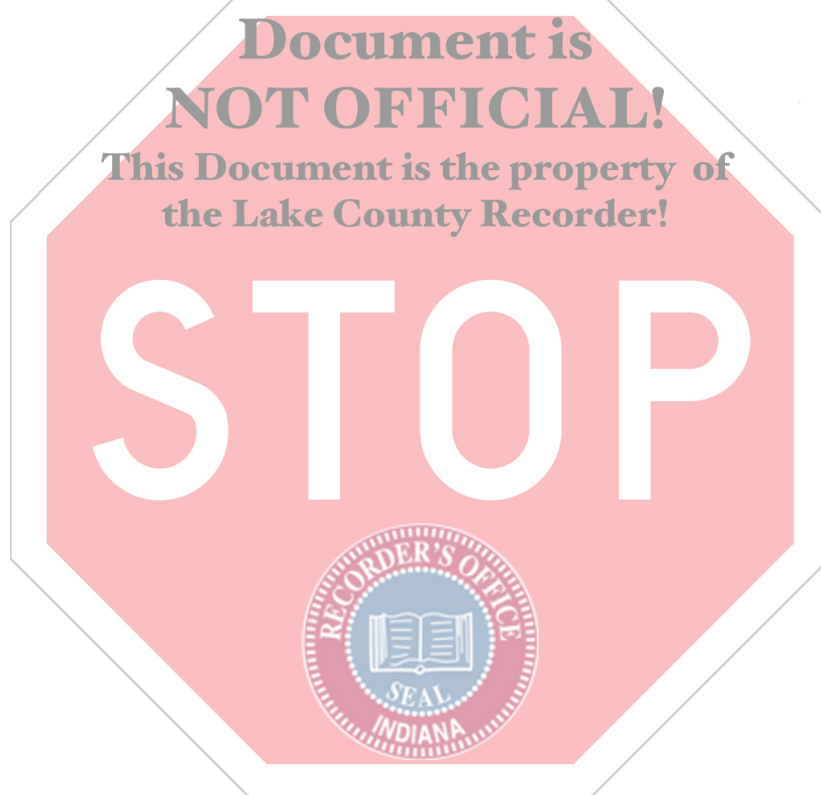 Document is
NOT OFFICIAL!
This Document is the property of
the Lake County Recorder!
STOP
RECORDER'S OFFICE
SEAL
INDIANA